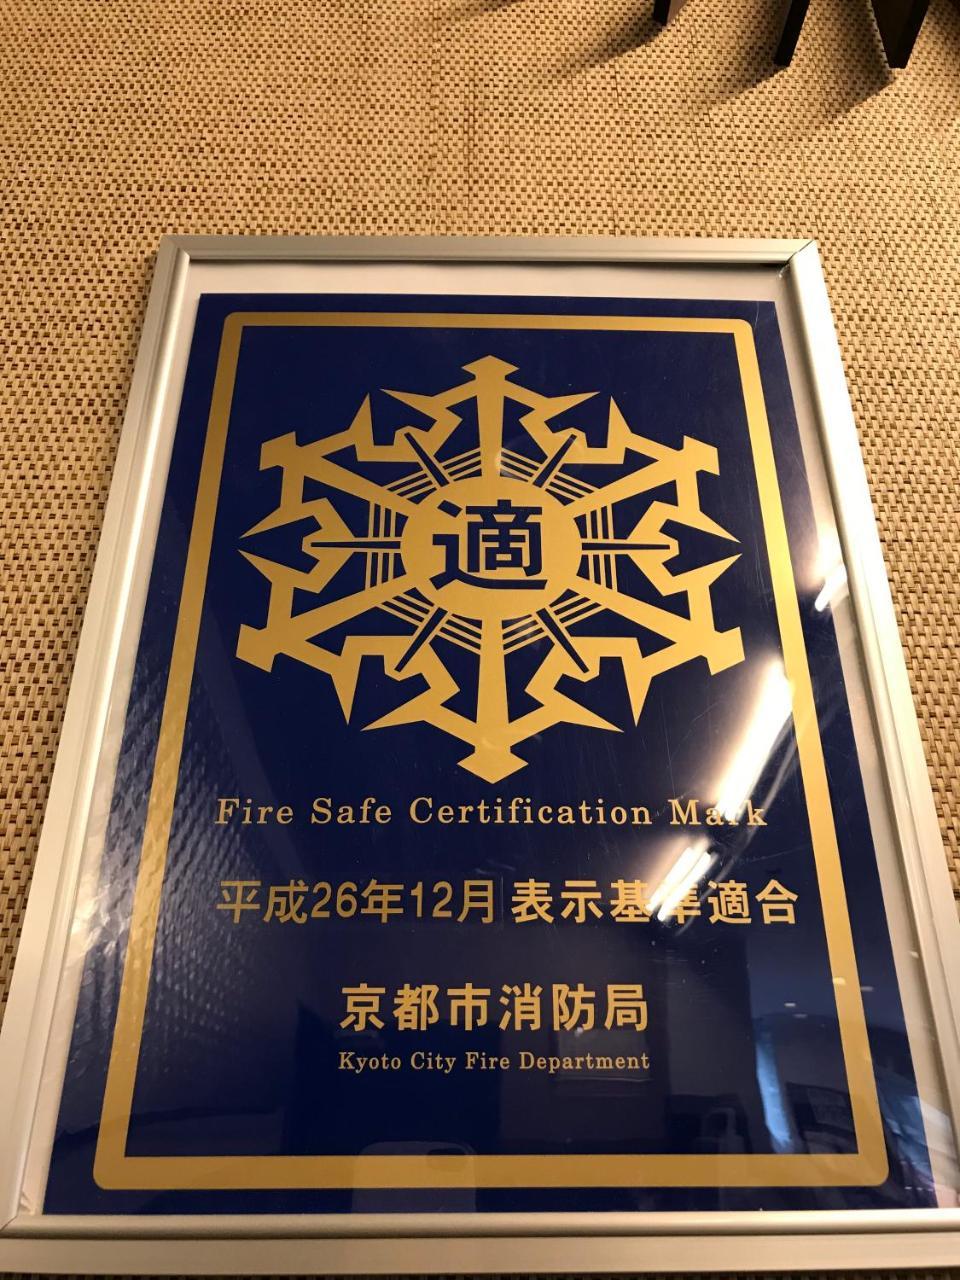 適
Fire Safe Certification Mark
平成26年12月 表示基準適合
京都市消防局
Kyoto City Fire Department